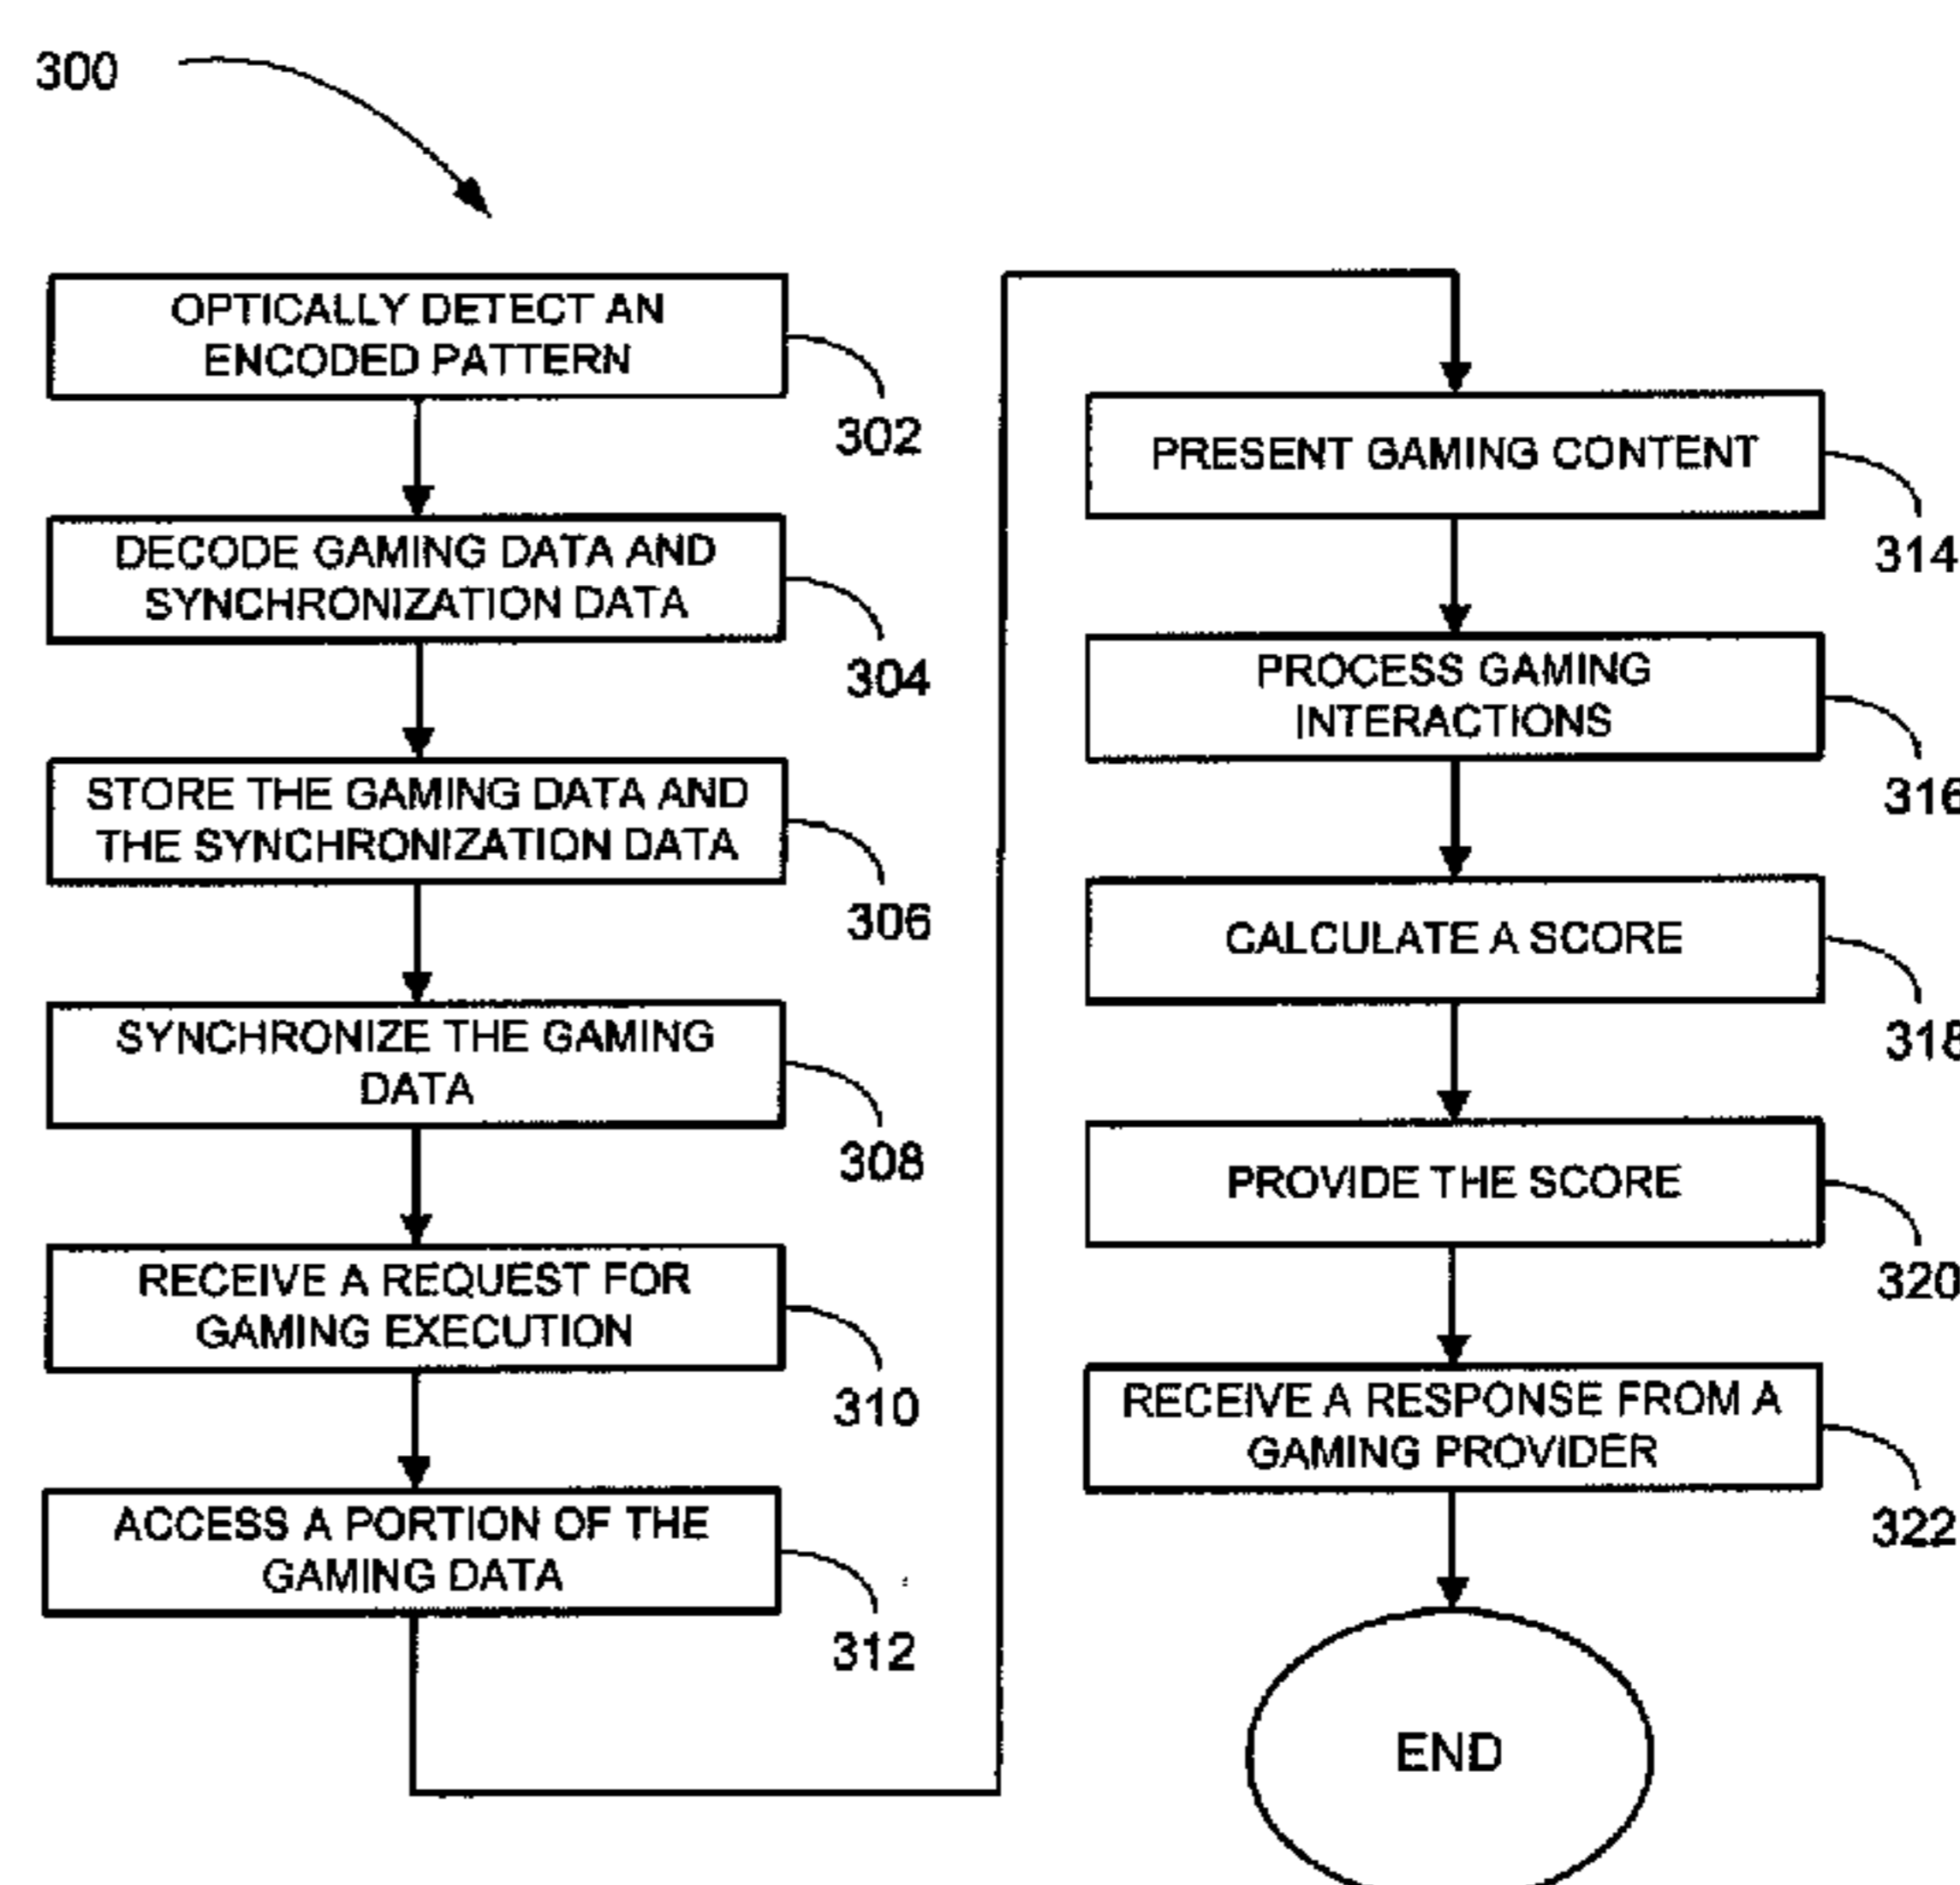 300
OPTICALLY DETECT AN
ENCODED PATTERN
302
DECODE GAMING DATA AND
SYNCHRONIZATION DATA
304
STORE THE GAMING DATA AND
THE SYNCHRONIZATION DATA
306
SYNCHRONIZE THE GAMING
DATA
308
RECEIVE A REQUEST FOR
GAMING EXECUTION
310
ACCESS A PORTION OF THE
GAMING DATA
312
PRESENT GAMING CONTENT
314
PROCESS GAMING
INTERACTIONS
316
CALCULATE A SCORE
318
PROVIDE THE SCORE
320
RECEIVE A RESPONSE FROM A
GAMING PROVIDER
322
END